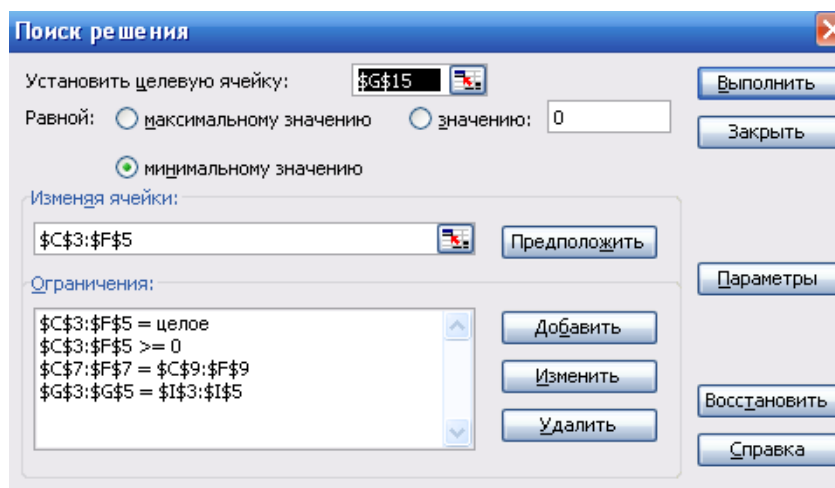 Поиск решения
Установить целевую ячейку: $G$15
Выполнить
Равной: максимальному значению значению: 0
Закрыть
минимальному значению
Изменяя ячейки:
$C$3:$F$5
Предположить
Параметры
Ограничения:
$C$3:$F$5 = целое
$C$3:$F$5 >= 0
$C$7:$F$7 = $C$9:$F$9
$G$3:$G$5 = $I$3:$I$5
Добавить
Изменить
Удалить
Восстановить
Справка